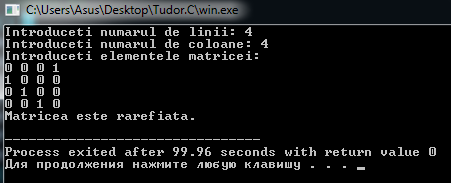 C:\Users\Asus\Desktop\Tudor.C\win.exe
Introduceti numarul de linii: 4
Introduceti numarul de coloane: 4
Introduceti elementele matricei:
0 0 0 1
1 0 0 0
0 1 0 0
0 0 1 0
Matricea este rarefiata.
--------------------------------
Process exited after 99.96 seconds with return value 0
Для продолжения нажмите любую клавишу . . .